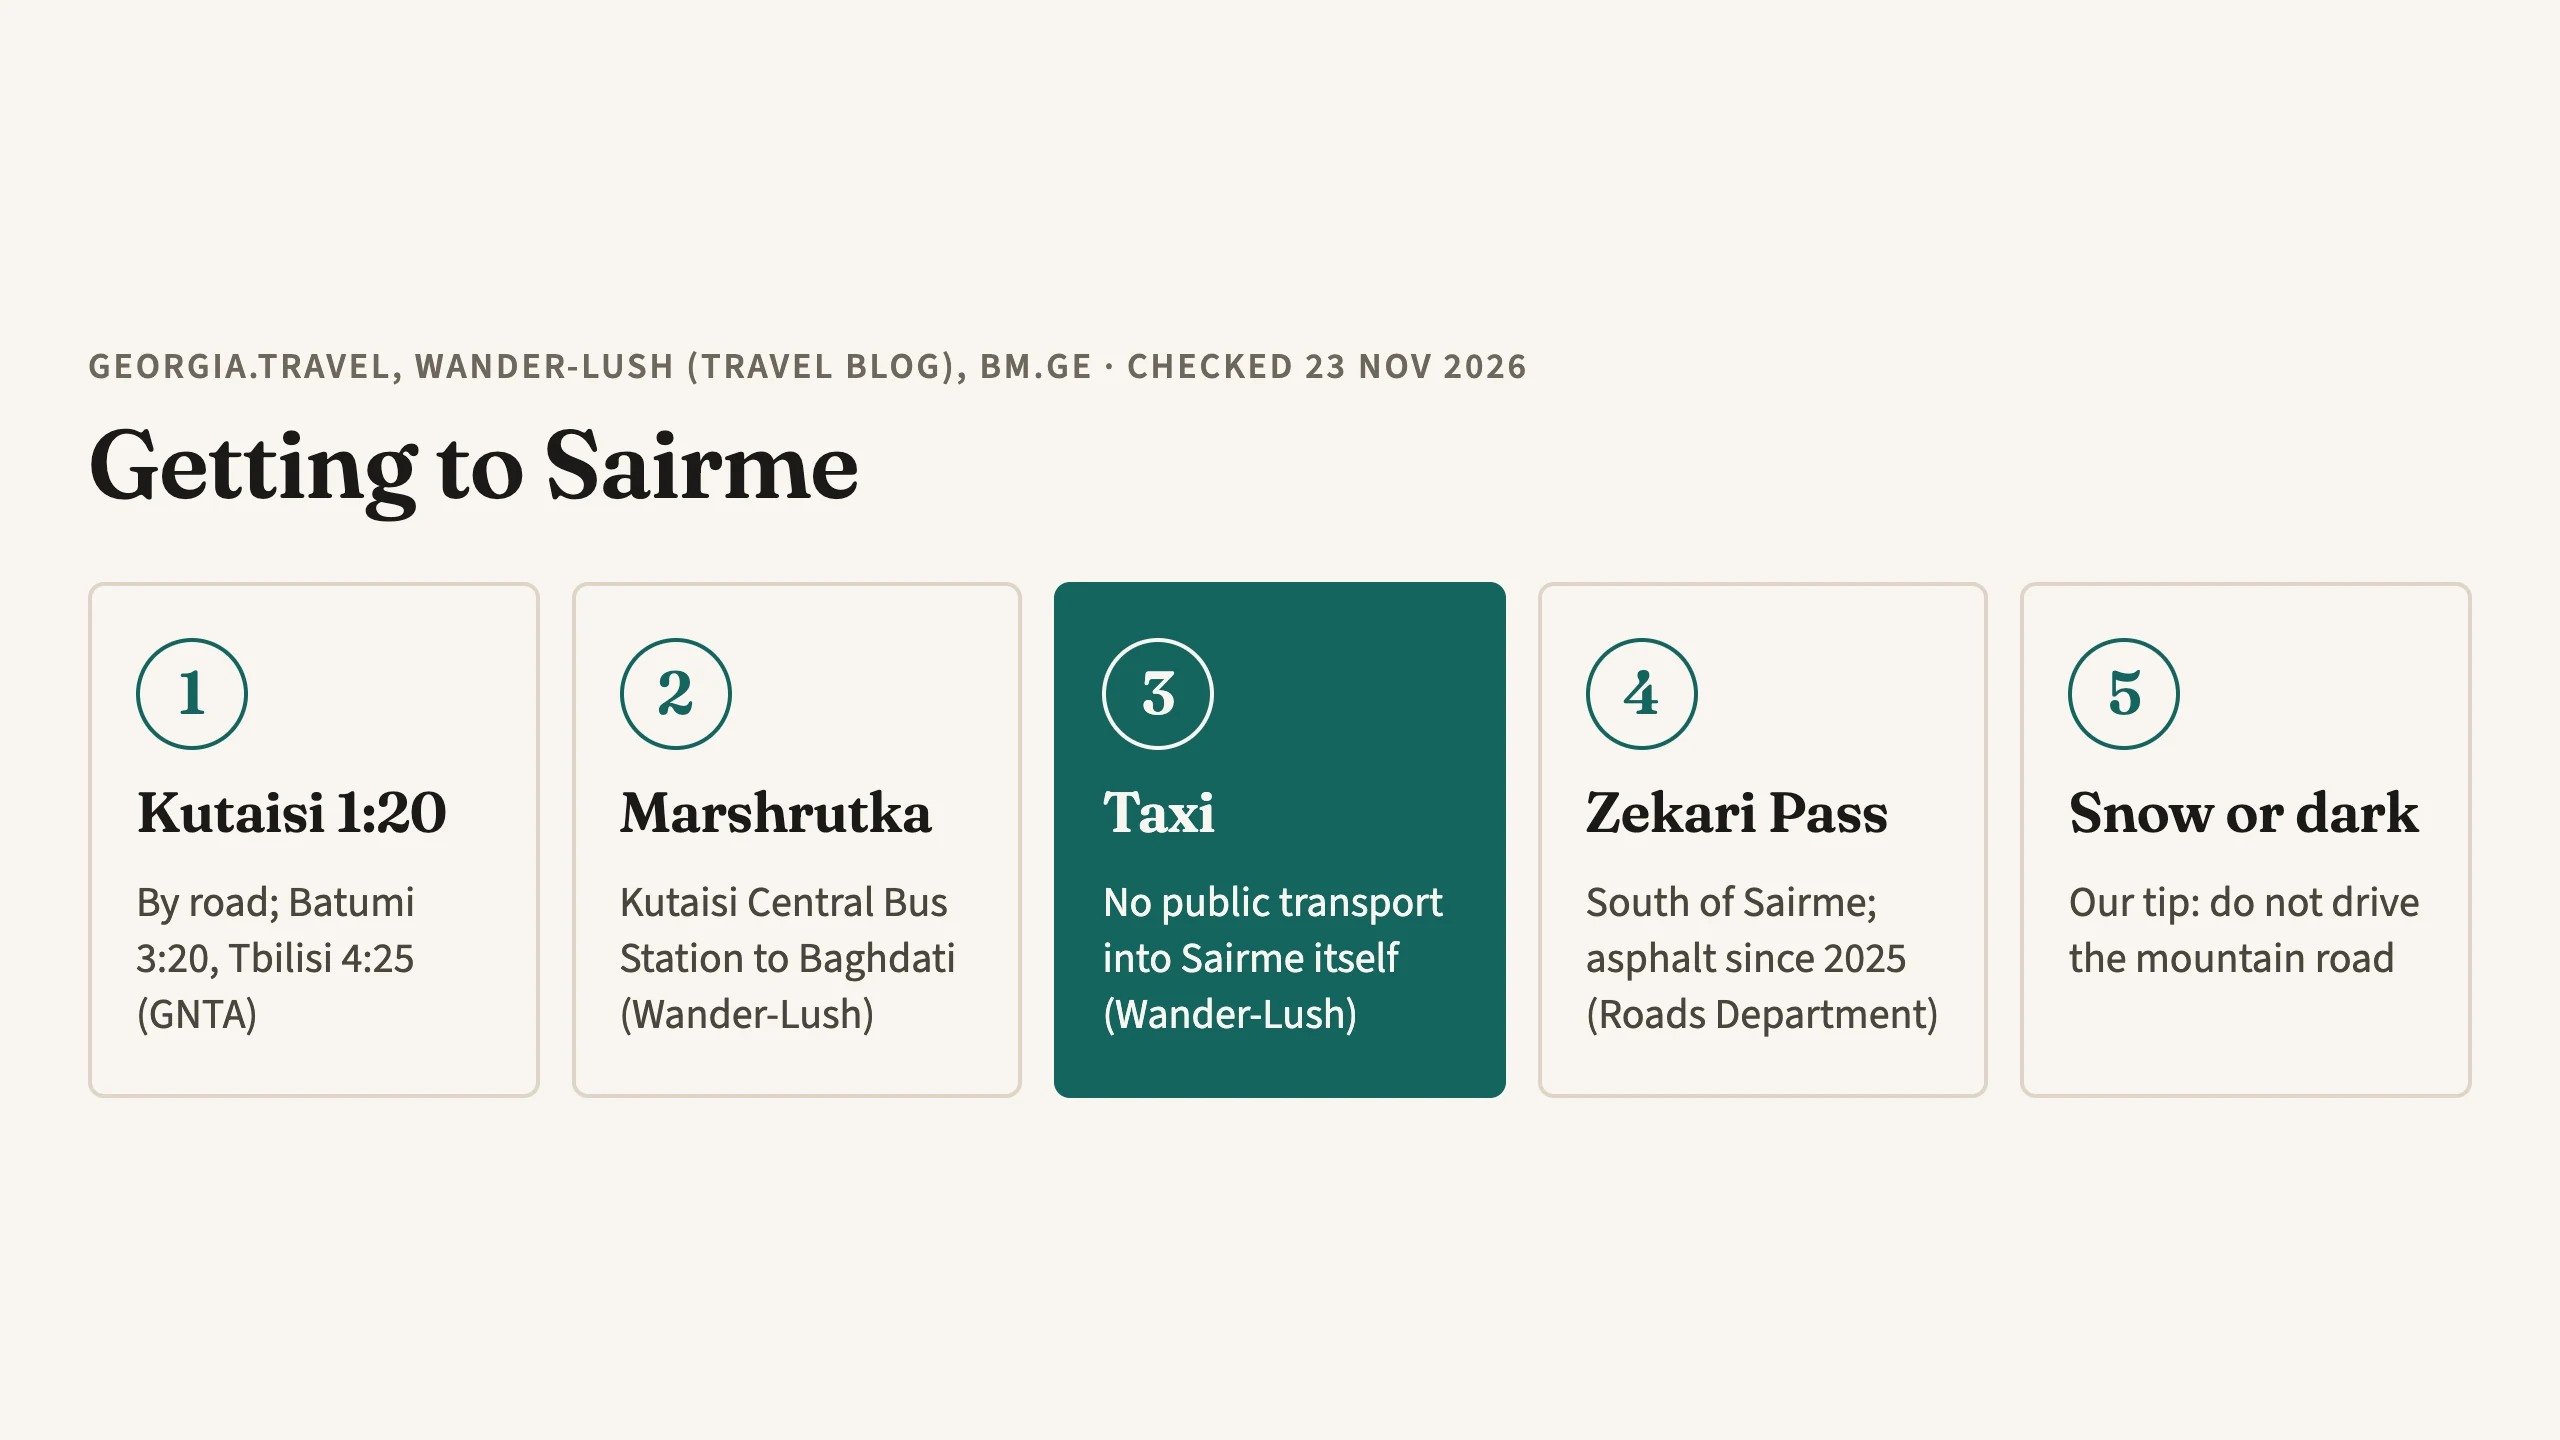 GEORGIA.TRAVEL, WANDER-LUSH (TRAVEL BLOG), BM.GE · CHECKED 23 NOV 2026
Getting to Sairme
1
Kutaisi 1:20
By road; Batumi
3:20, Tbilisi 4:25
(GNTA)
2
Marshrutka
Kutaisi Central Bus
Station to Baghdati
(Wander-Lush)
3
Taxi
No public transport
into Sairme itself
(Wander-Lush)
4
Zekari Pass
South of Sairme;
asphalt since 2025
(Roads Department)
5
Snow or dark
Our tip: do not drive
the mountain road